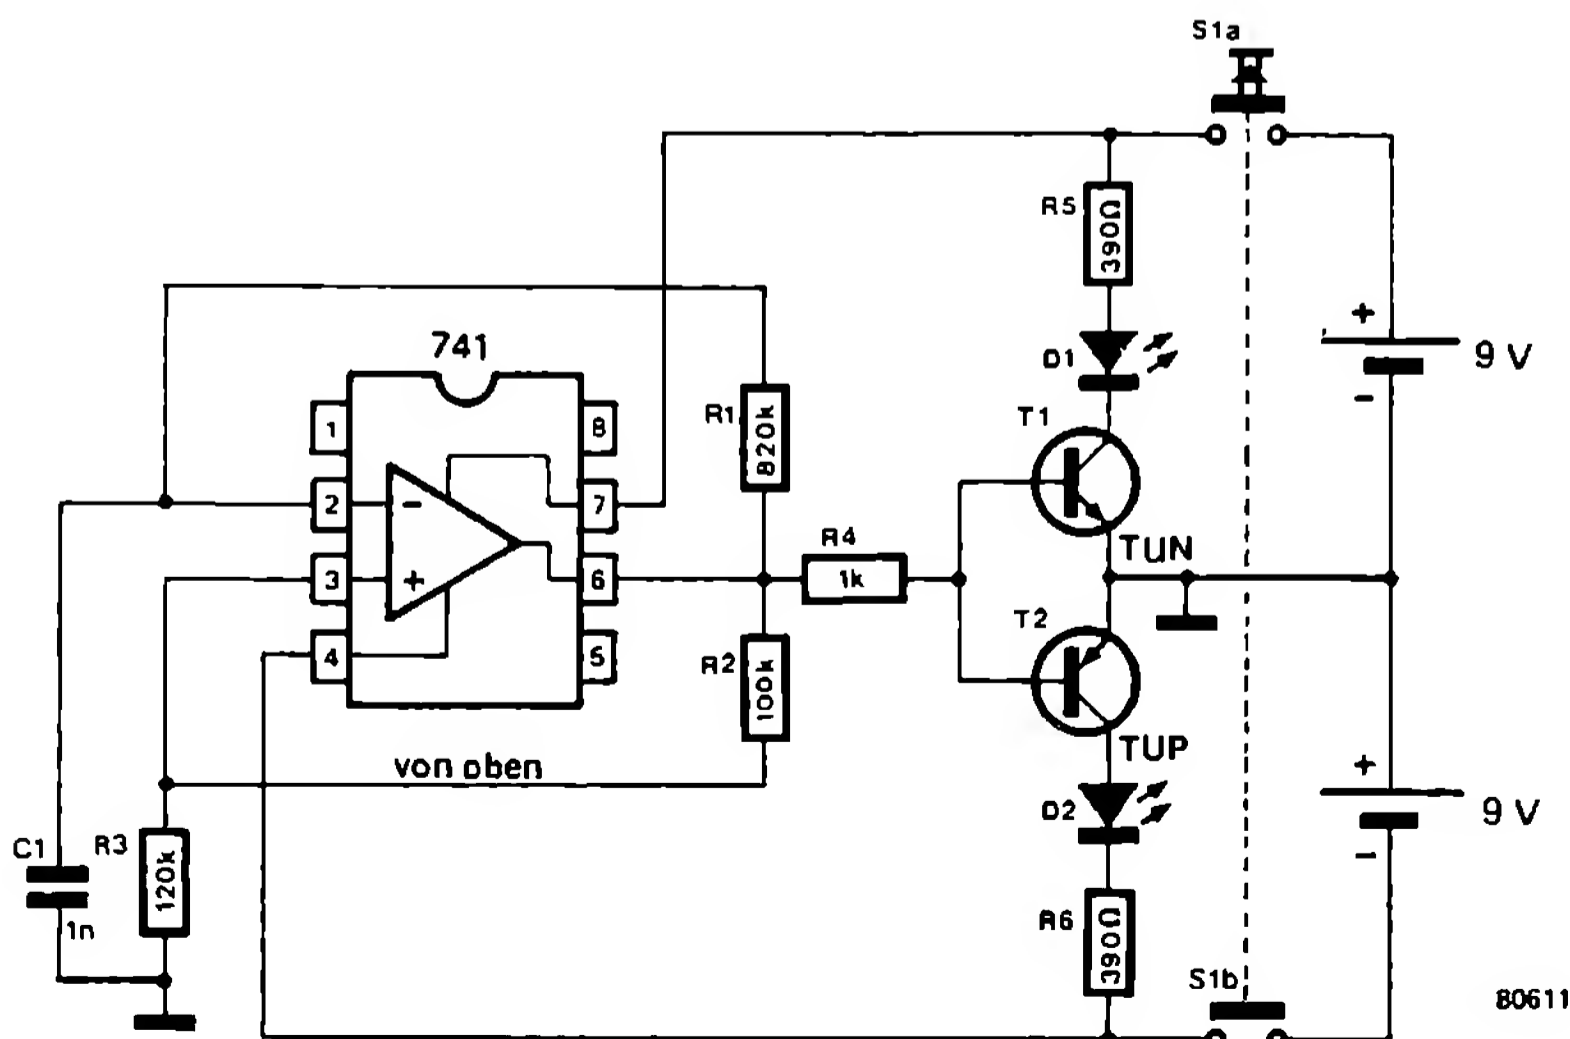 S1a
R5
390Ω
741
D1
+
9 V
-
R1
820k
T1
1
8
2
-
7
R4
1k
TUN
3
+
6
T2
4
5
R2
100k
TUP
von oben
+
D2
9 V
-
C1
R3
120k
1n
R6
390Ω
S1b
80611